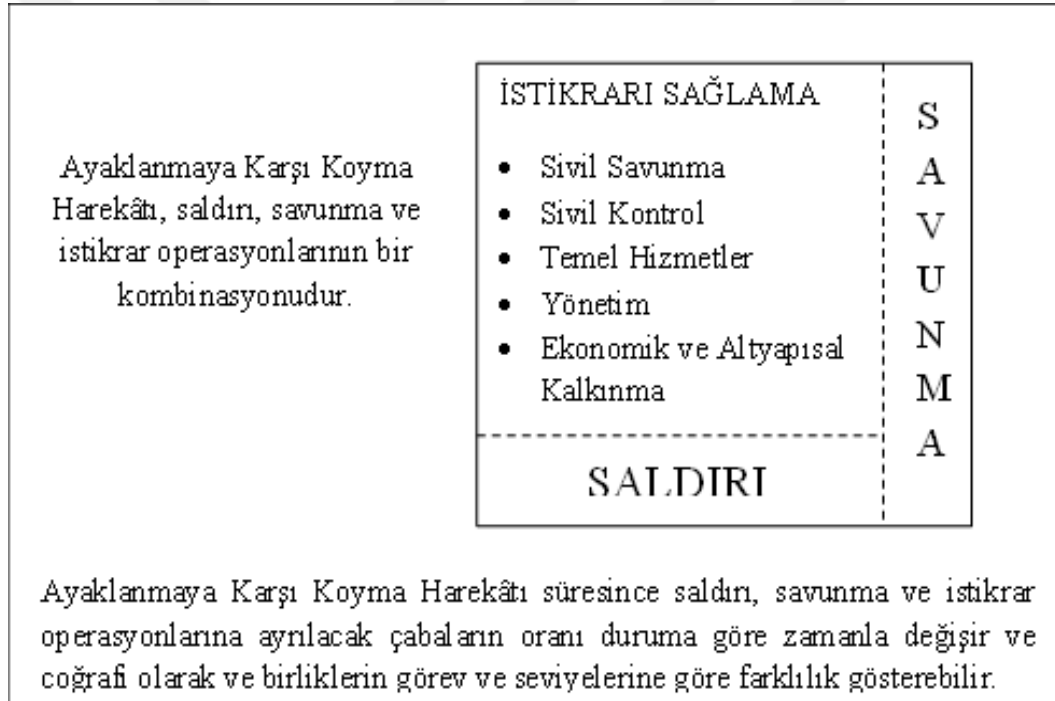 Ayaklanmaya Karşı Koyma
Harekâtı, saldırı, savunma ve
istikrar operasyonlarının bir
kombinasyonudur.
İSTİKRARI SAĞLAMA
• Sivil Savunma
• Sivil Kontrol
• Temel Hizmetler
• Yönetim
• Ekonomik ve Altyapısal
Kalkınma
SALDIRI
S
A
V
U
N
M
A
Ayaklanmaya Karşı Koyma Harekâtı süresince saldırı, savunma ve istikrar
operasyonlarına ayrılacak çabaların oranı duruma göre zamanla değişir ve
coğrafi olarak ve birliklerin görev ve seviyelerine göre farklılık gösterebilir.